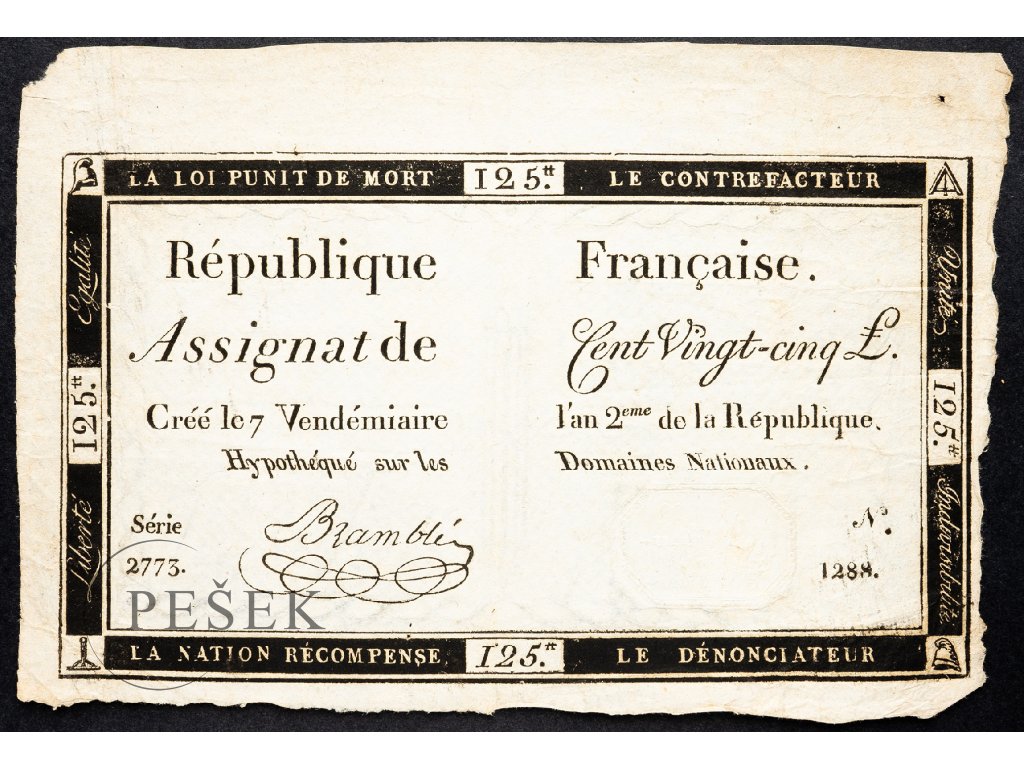 LA LOI PUNIT DE MORT 125.tt LE CONTREFACTEUR
Egalité
Unité
République Française.
Assignat de Cent Vingt-cinq £.
125.tt
125.tt
Créé le 7 Vendémiaire l'an 2eme de la République.
Hypothéqué sur les Domaines Nationaux.
Liberté
Indivisibilité
Série N°.
Bramblé
2773. 1288.
PEŠEK
LA NATION RÉCOMPENSE 125.tt LE DÉNONCIATEUR